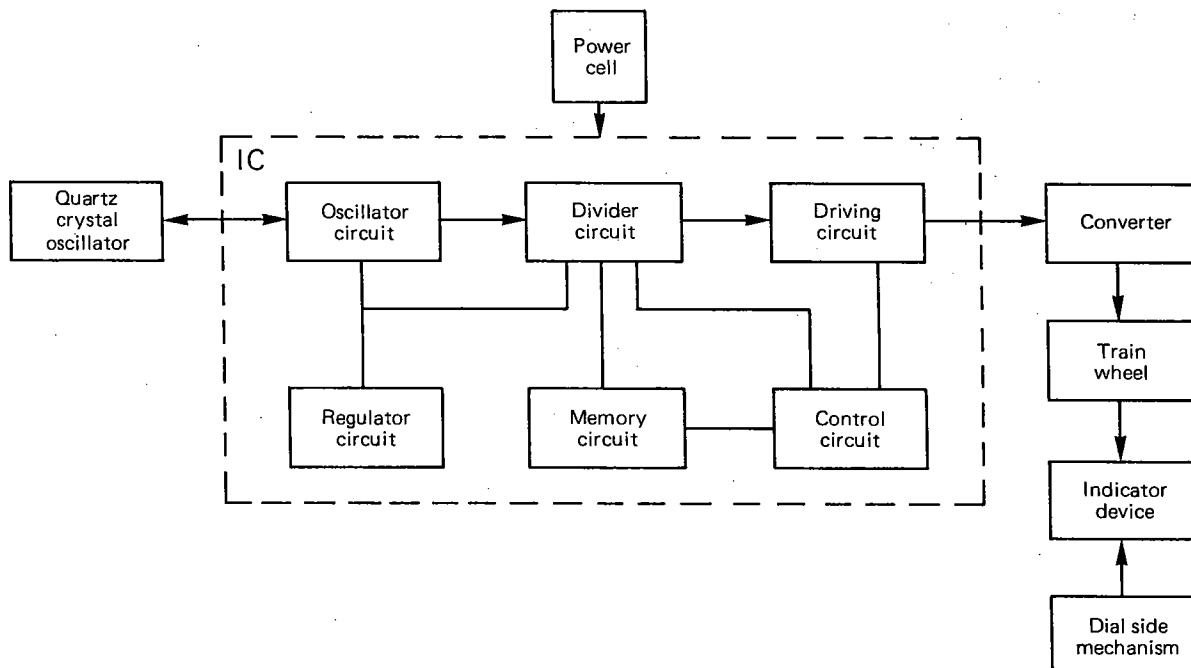 Power
cell
IC
Quartz
crystal
oscillator
Oscillator
circuit
Divider
circuit
Driving
circuit
Converter
Train
wheel
Regulator
circuit
Memory
circuit
Control
circuit
Indicator
device
Dial side
mechanism